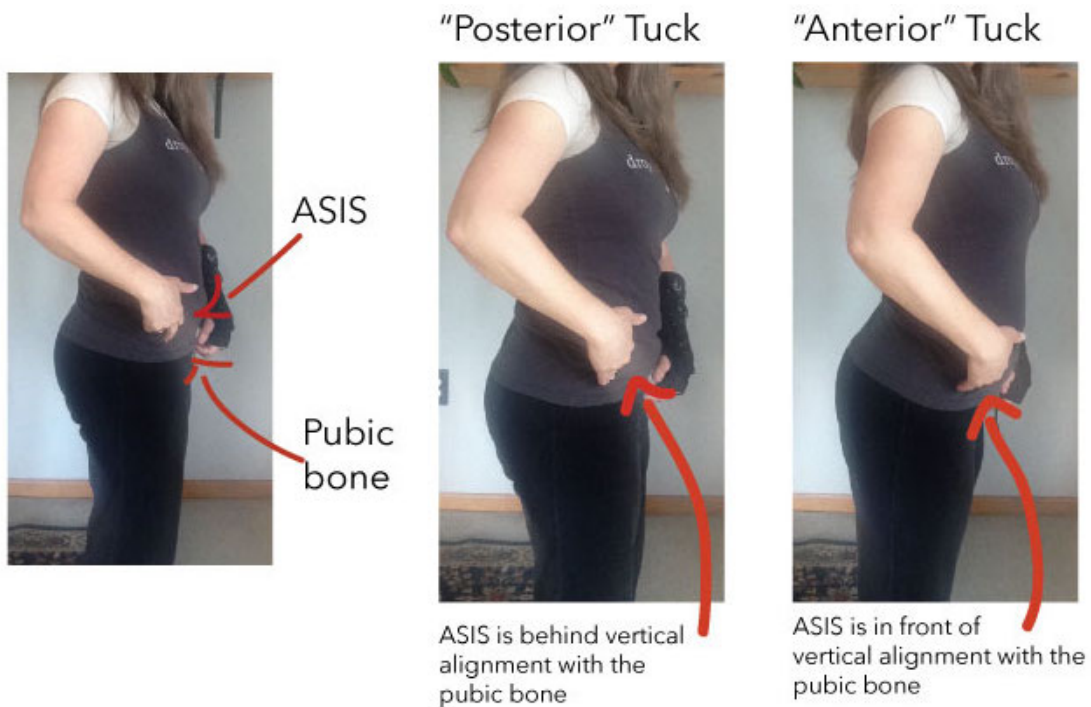 "Posterior" Tuck
"Anterior" Tuck
ASIS
Pubic
bone
ASIS is behind vertical
alignment with the
pubic bone
ASIS is in front of
vertical alignment with the
pubic bone